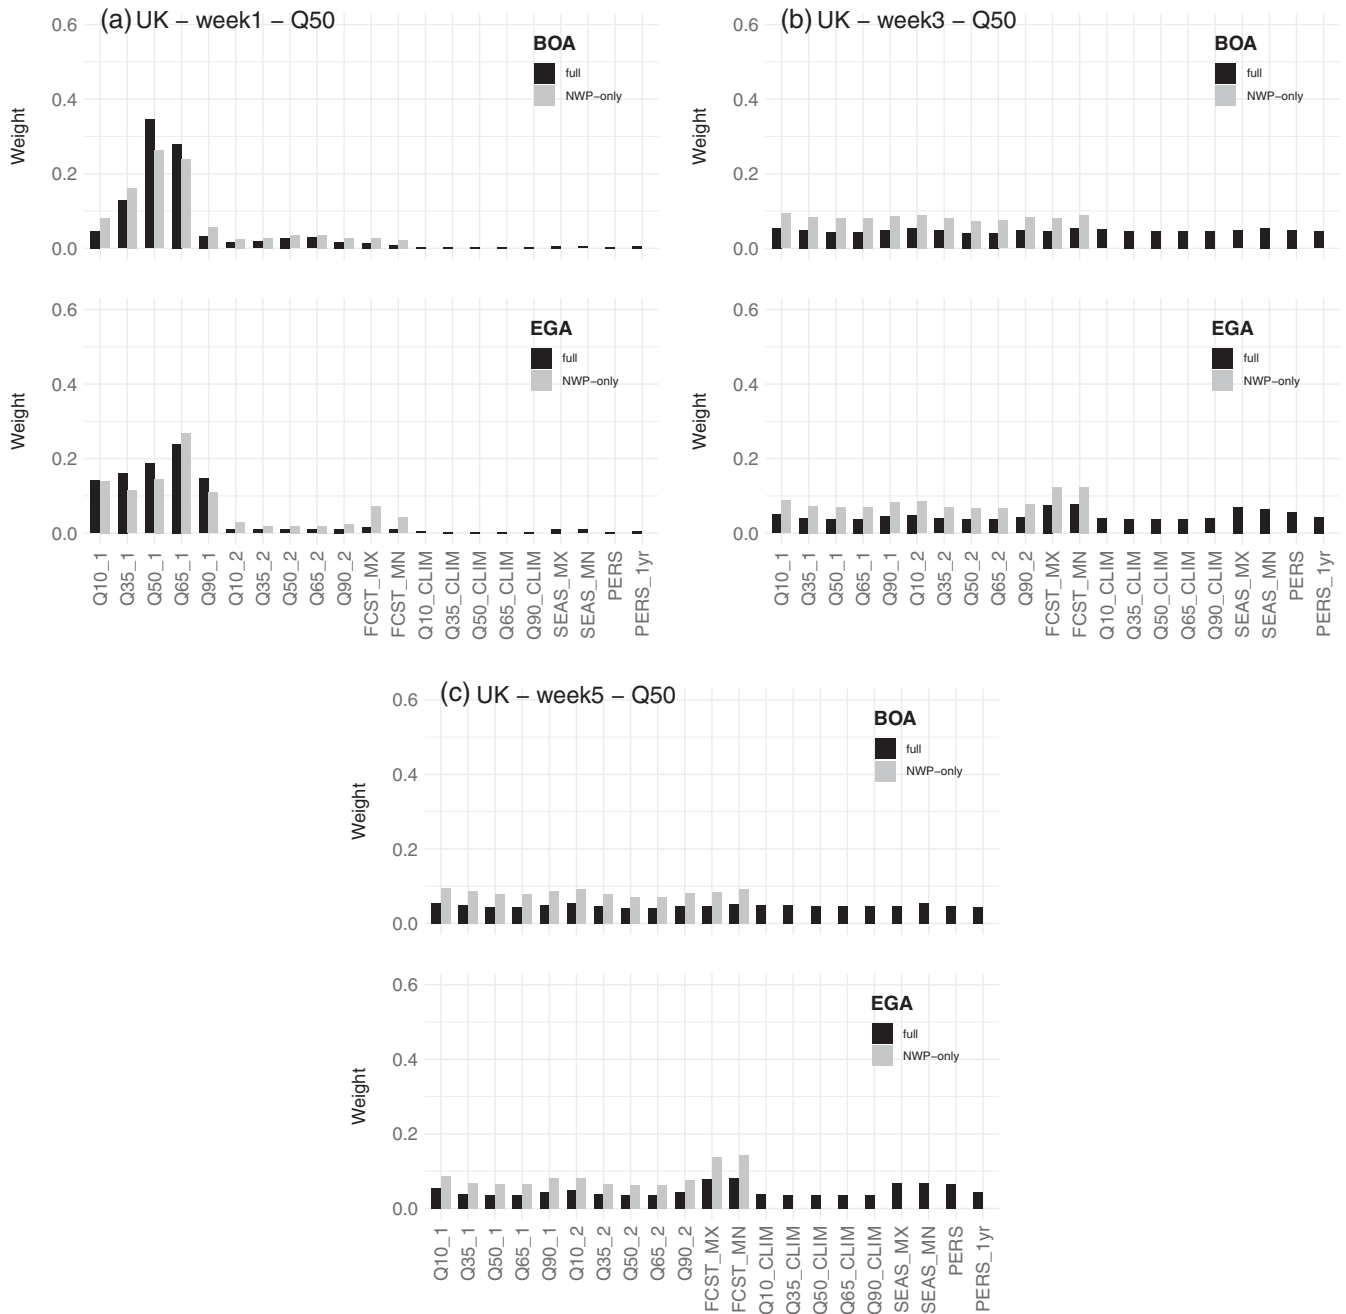 (a) UK – week1 – Q50
BOA
full
NWP–only
Weight
0.6
0.4
0.2
0.0
EGA
full
NWP–only
Weight
0.6
0.4
0.2
0.0
Q10_1
Q35_1
Q50_1
Q65_1
Q90_1
Q10_2
Q35_2
Q50_2
Q65_2
Q90_2
FCST_MX
FCST_MN
Q10_CLIM
Q35_CLIM
Q50_CLIM
Q65_CLIM
Q90_CLIM
SEAS_MX
SEAS_MN
PERS
PERS_1yr
(b) UK – week3 – Q50
BOA
full
NWP–only
Weight
0.6
0.4
0.2
0.0
EGA
full
NWP–only
Weight
0.6
0.4
0.2
0.0
Q10_1
Q35_1
Q50_1
Q65_1
Q90_1
Q10_2
Q35_2
Q50_2
Q65_2
Q90_2
FCST_MX
FCST_MN
Q10_CLIM
Q35_CLIM
Q50_CLIM
Q65_CLIM
Q90_CLIM
SEAS_MX
SEAS_MN
PERS
PERS_1yr
(c) UK – week5 – Q50
BOA
full
NWP–only
Weight
0.6
0.4
0.2
0.0
EGA
full
NWP–only
Weight
0.6
0.4
0.2
0.0
Q10_1
Q35_1
Q50_1
Q65_1
Q90_1
Q10_2
Q35_2
Q50_2
Q65_2
Q90_2
FCST_MX
FCST_MN
Q10_CLIM
Q35_CLIM
Q50_CLIM
Q65_CLIM
Q90_CLIM
SEAS_MX
SEAS_MN
PERS
PERS_1yr